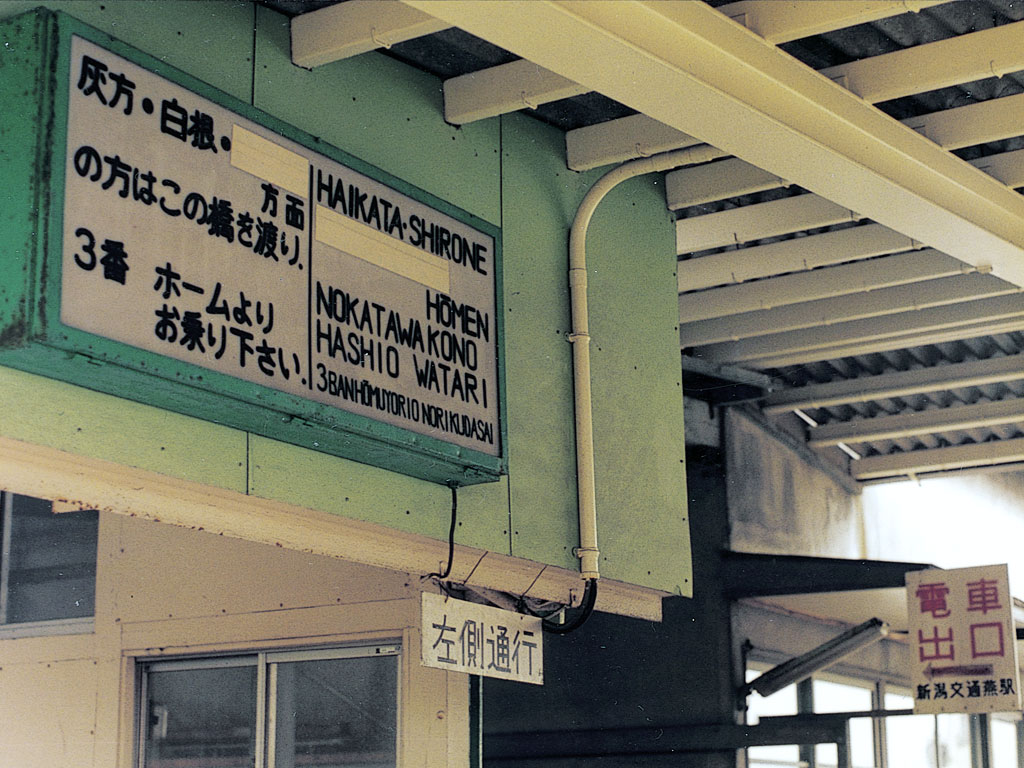 灰方・白根・
方面
の方はこの橋を渡り.
3番 ホームより
お乗り下さい.
HAIKATA・SHIRONE
HŌMEN
NOKATAWAKONO
HASHIO WATARI
3BANHŌMUYORIO NORIKUDASAI
左側通行
電車
出口
新潟交通燕駅